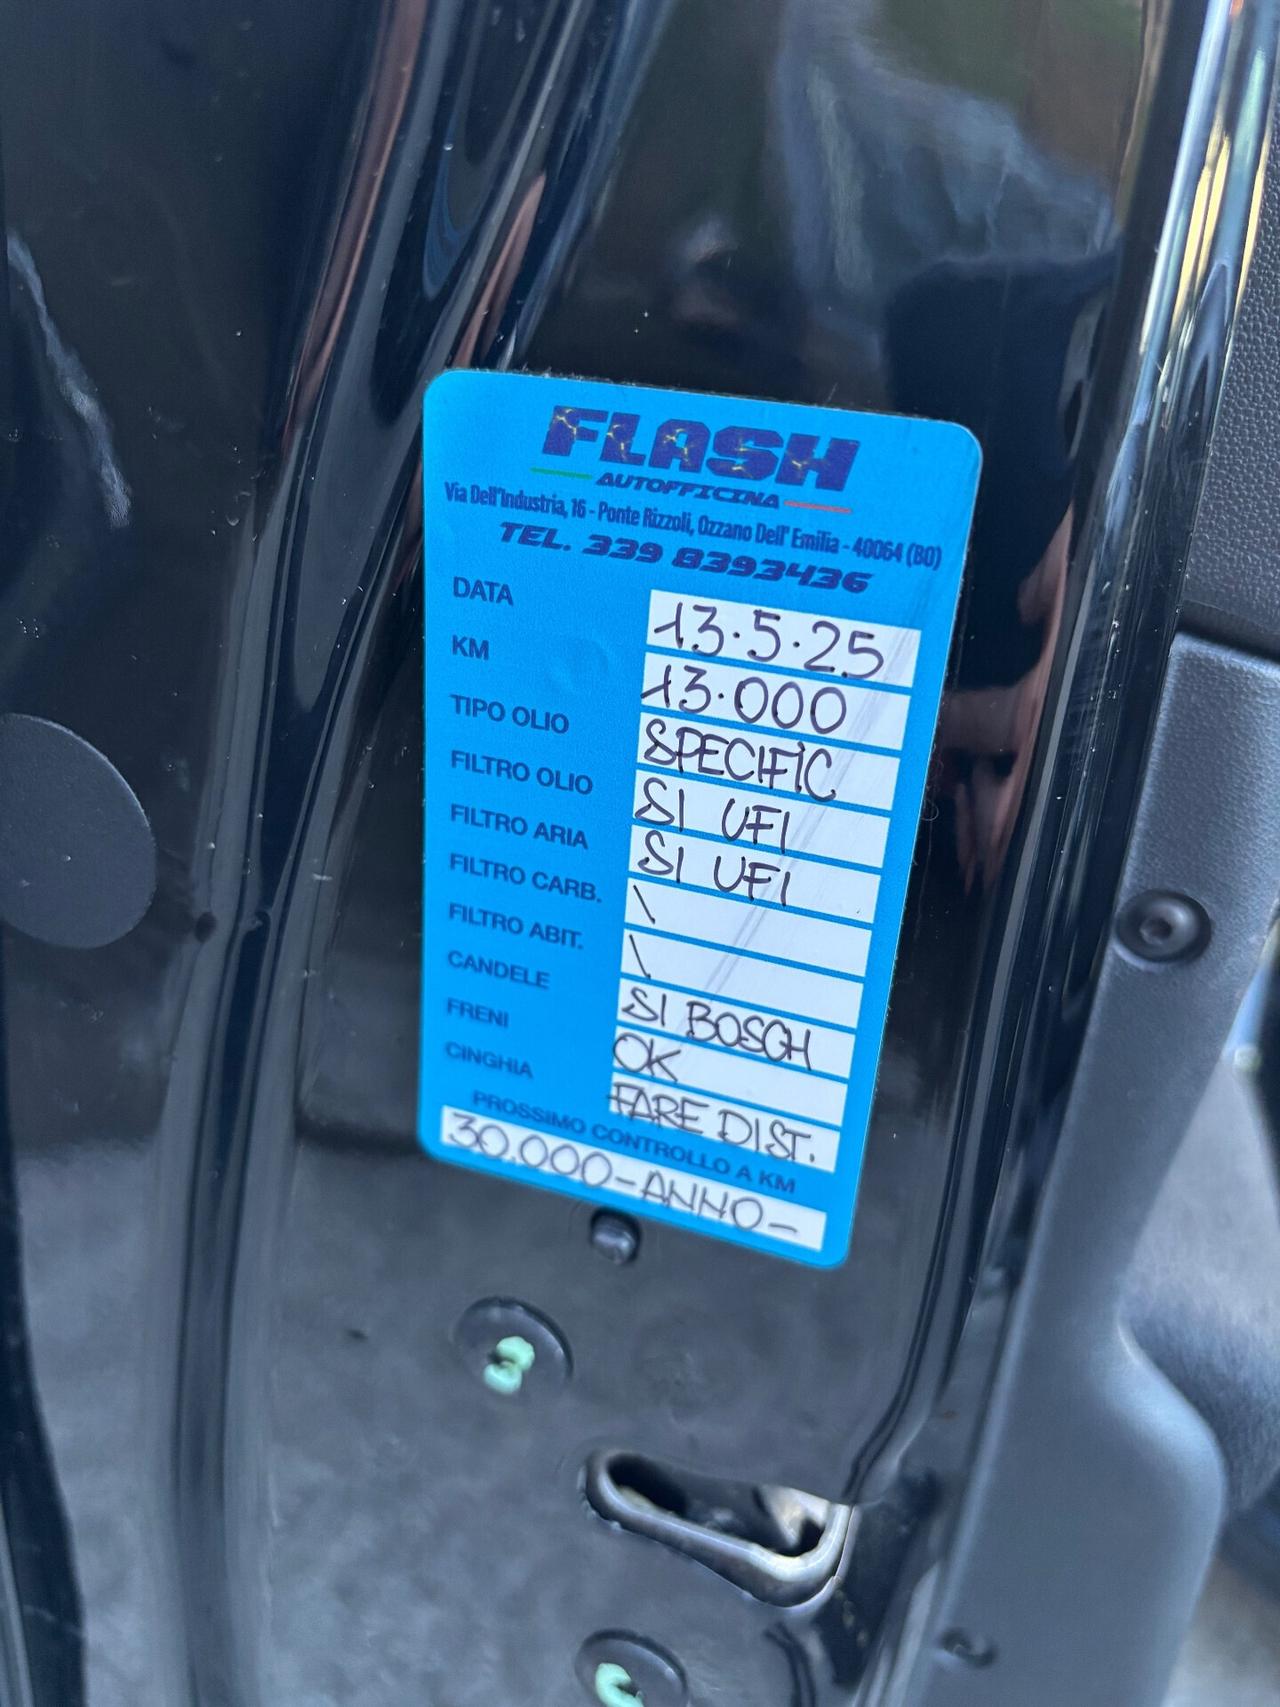 FLASH
AUTOFFICINA
Via Dell'Industria, 16 - Ponte Rizzoli, Ozzano Dell' Emilia - 40064 (BO)
TEL. 339 8393436
DATA 13.5.25
KM 13.000
TIPO OLIO SPECIFIC
FILTRO OLIO SI UFI
FILTRO ARIA SI UFI
FILTRO CARB. \
FILTRO ABIT. \
CANDELE SI BOSCH
FRENI OK
CINGHIA FARE DIST.
PROSSIMO CONTROLLO A KM
30.000-ANNO-